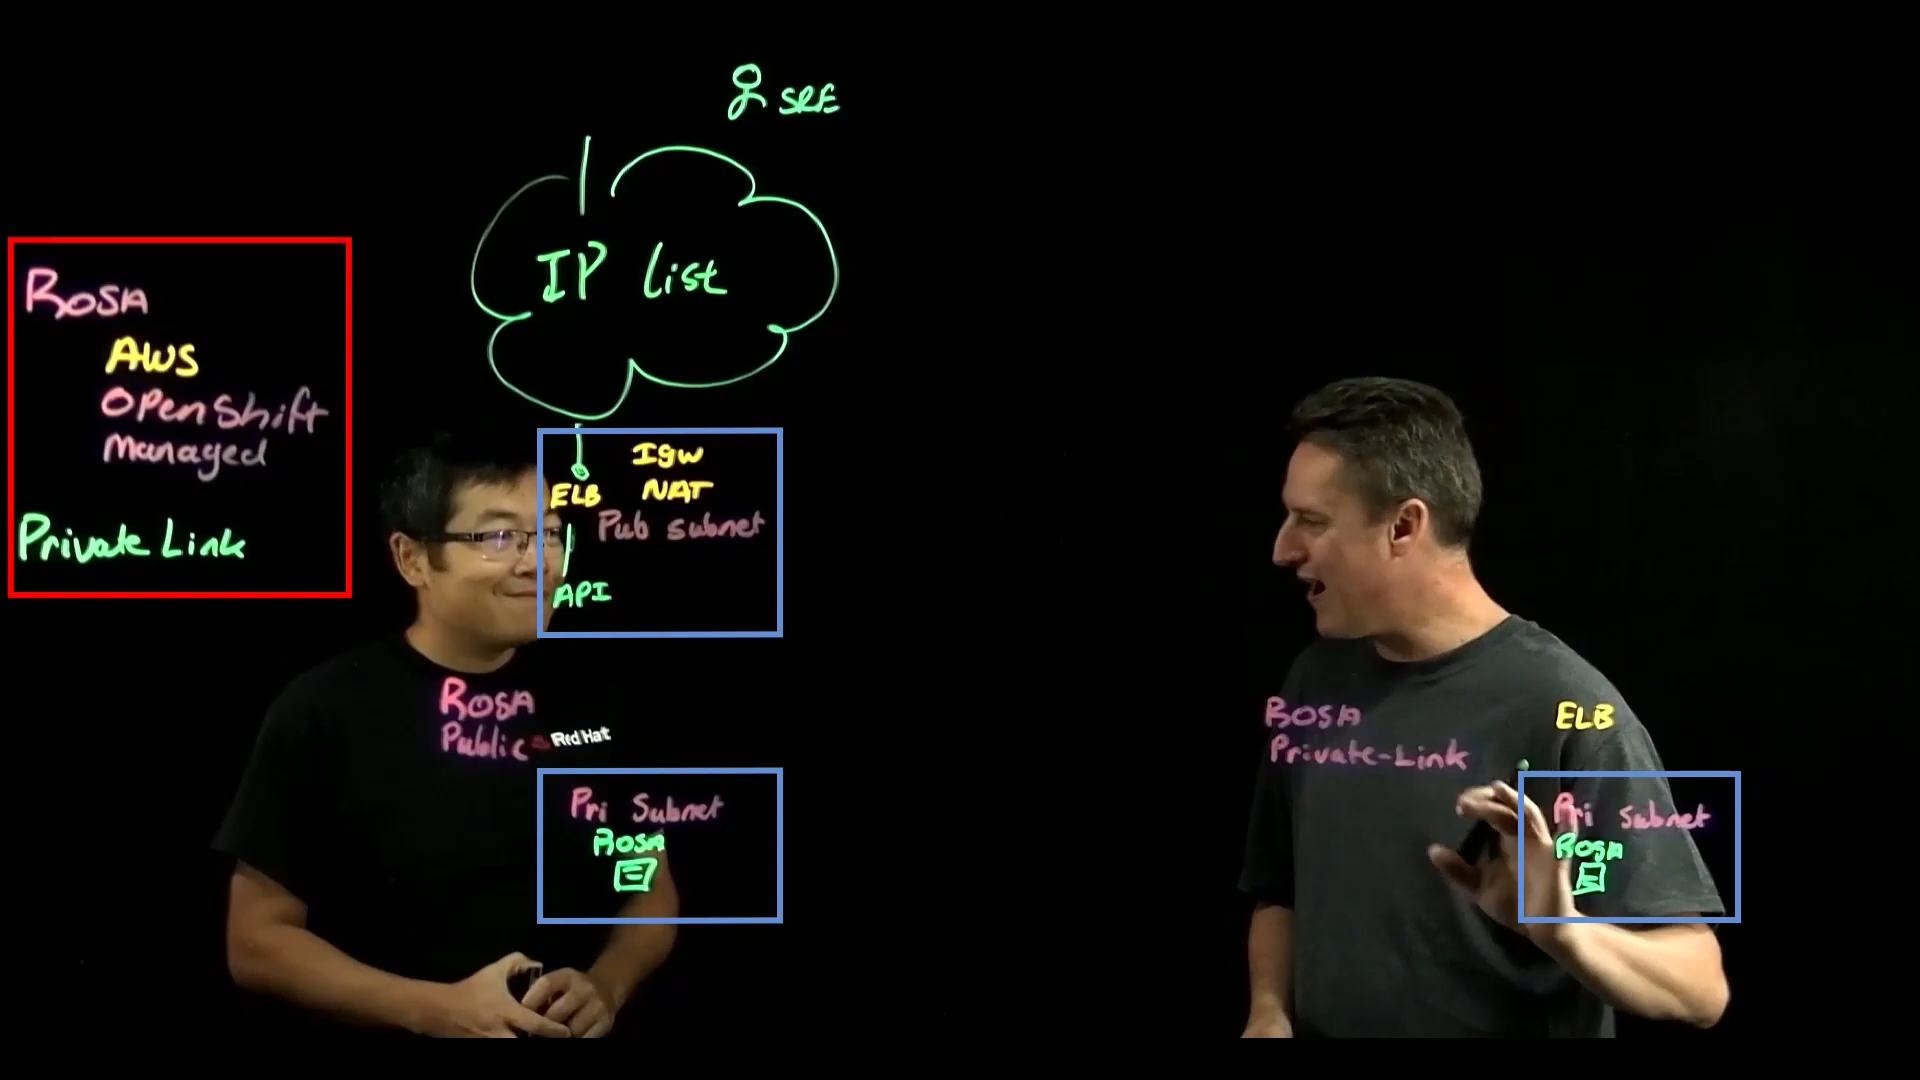 SRE
IP list
ROSA
AWS
OpenShift
Managed
Private Link
IGW
ELB NAT
Pub subnet
API
ROSA
Public
Red Hat
Pri Subnet
ROSA
ROSA
Private-Link
ELB
Pri Subnet
ROSA